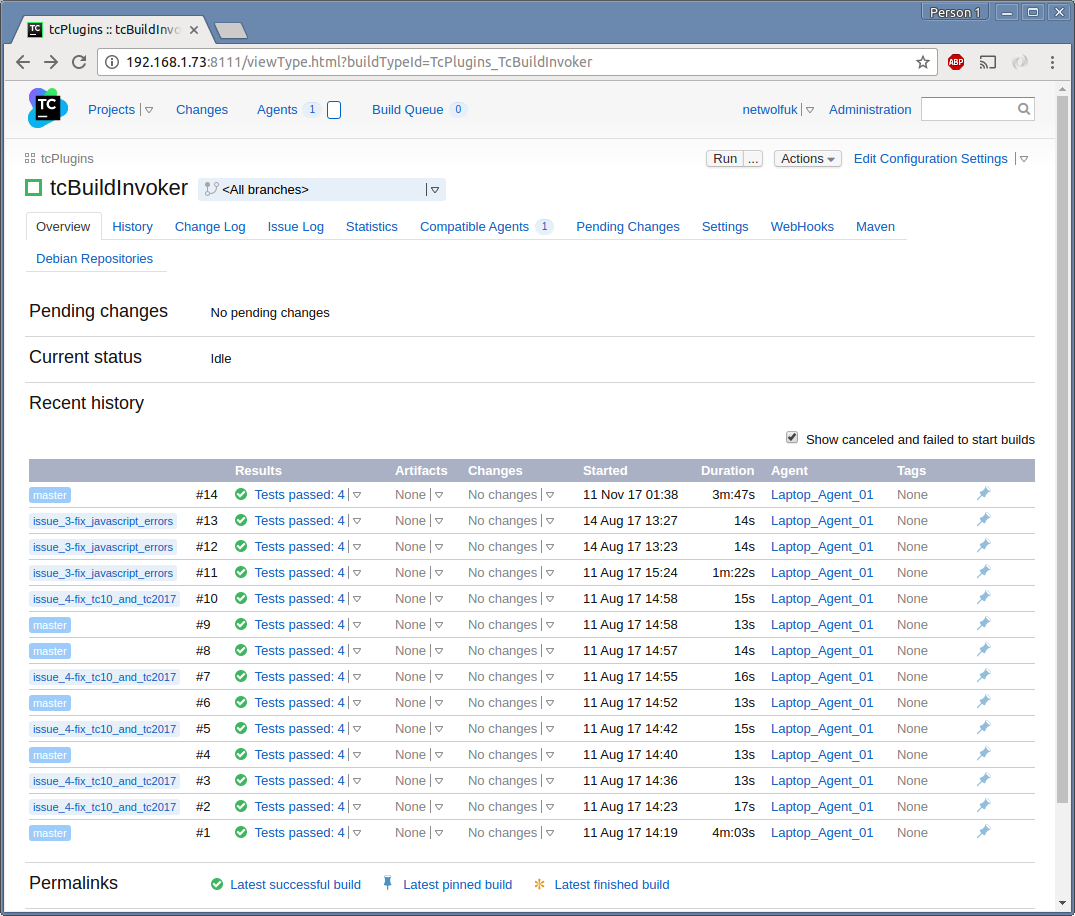 Person 1
TC tcPlugins :: tcBuildInvo
192.168.1.73:8111/viewType.html?buildTypeId=TcPlugins_TcBuildInvoker
ABP
TC Projects Changes Agents 1 Build Queue 0 netwolfuk Administration
tcPlugins Run ... Actions Edit Configuration Settings
tcBuildInvoker <All branches>
Overview History Change Log Issue Log Statistics Compatible Agents 1 Pending Changes Settings WebHooks Maven
Debian Repositories
Pending changes No pending changes
Current status Idle
Recent history
Show canceled and failed to start builds
Results Artifacts Changes Started Duration Agent Tags
master #14 Tests passed: 4 None No changes 11 Nov 17 01:38 3m:47s Laptop_Agent_01 None
issue_3-fix_javascript_errors #13 Tests passed: 4 None No changes 14 Aug 17 13:27 14s Laptop_Agent_01 None
issue_3-fix_javascript_errors #12 Tests passed: 4 None No changes 14 Aug 17 13:23 14s Laptop_Agent_01 None
issue_3-fix_javascript_errors #11 Tests passed: 4 None No changes 11 Aug 17 15:24 1m:22s Laptop_Agent_01 None
issue_4-fix_tc10_and_tc2017 #10 Tests passed: 4 None No changes 11 Aug 17 14:58 15s Laptop_Agent_01 None
master #9 Tests passed: 4 None No changes 11 Aug 17 14:58 13s Laptop_Agent_01 None
master #8 Tests passed: 4 None No changes 11 Aug 17 14:57 14s Laptop_Agent_01 None
issue_4-fix_tc10_and_tc2017 #7 Tests passed: 4 None No changes 11 Aug 17 14:55 16s Laptop_Agent_01 None
master #6 Tests passed: 4 None No changes 11 Aug 17 14:52 13s Laptop_Agent_01 None
issue_4-fix_tc10_and_tc2017 #5 Tests passed: 4 None No changes 11 Aug 17 14:42 15s Laptop_Agent_01 None
master #4 Tests passed: 4 None No changes 11 Aug 17 14:40 13s Laptop_Agent_01 None
issue_4-fix_tc10_and_tc2017 #3 Tests passed: 4 None No changes 11 Aug 17 14:36 13s Laptop_Agent_01 None
issue_4-fix_tc10_and_tc2017 #2 Tests passed: 4 None No changes 11 Aug 17 14:23 17s Laptop_Agent_01 None
master #1 Tests passed: 4 None No changes 11 Aug 17 14:19 4m:03s Laptop_Agent_01 None
Permalinks Latest successful build Latest pinned build Latest finished build